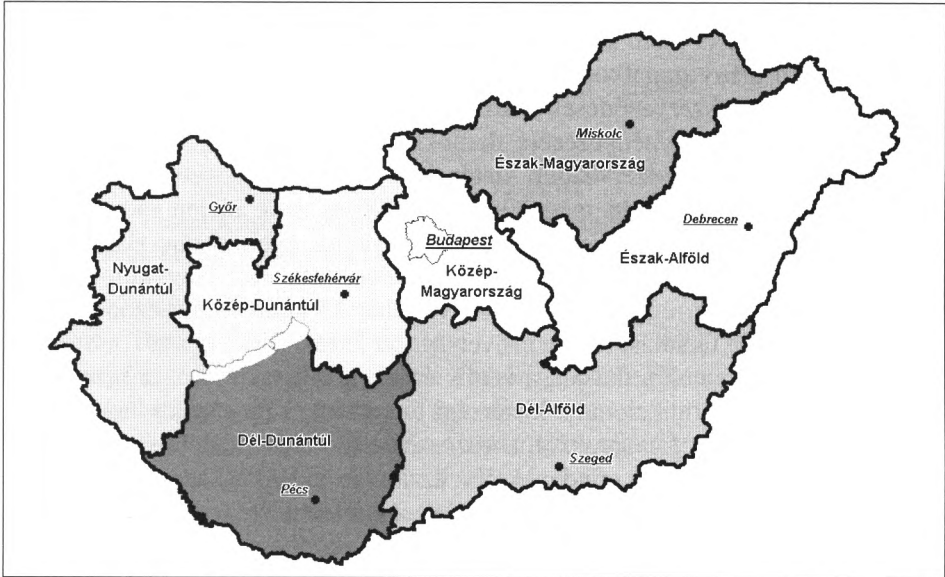 Miskolc
Észak-Magyarország
Győr
Debrecen
Budapest
Észak-Alföld
Nyugat-
Dunántúl
Székesfehérvár
Közép-
Magyarország
Közép-Dunántúl
Dél-Alföld
Dél-Dunántúl
Szeged
Pécs